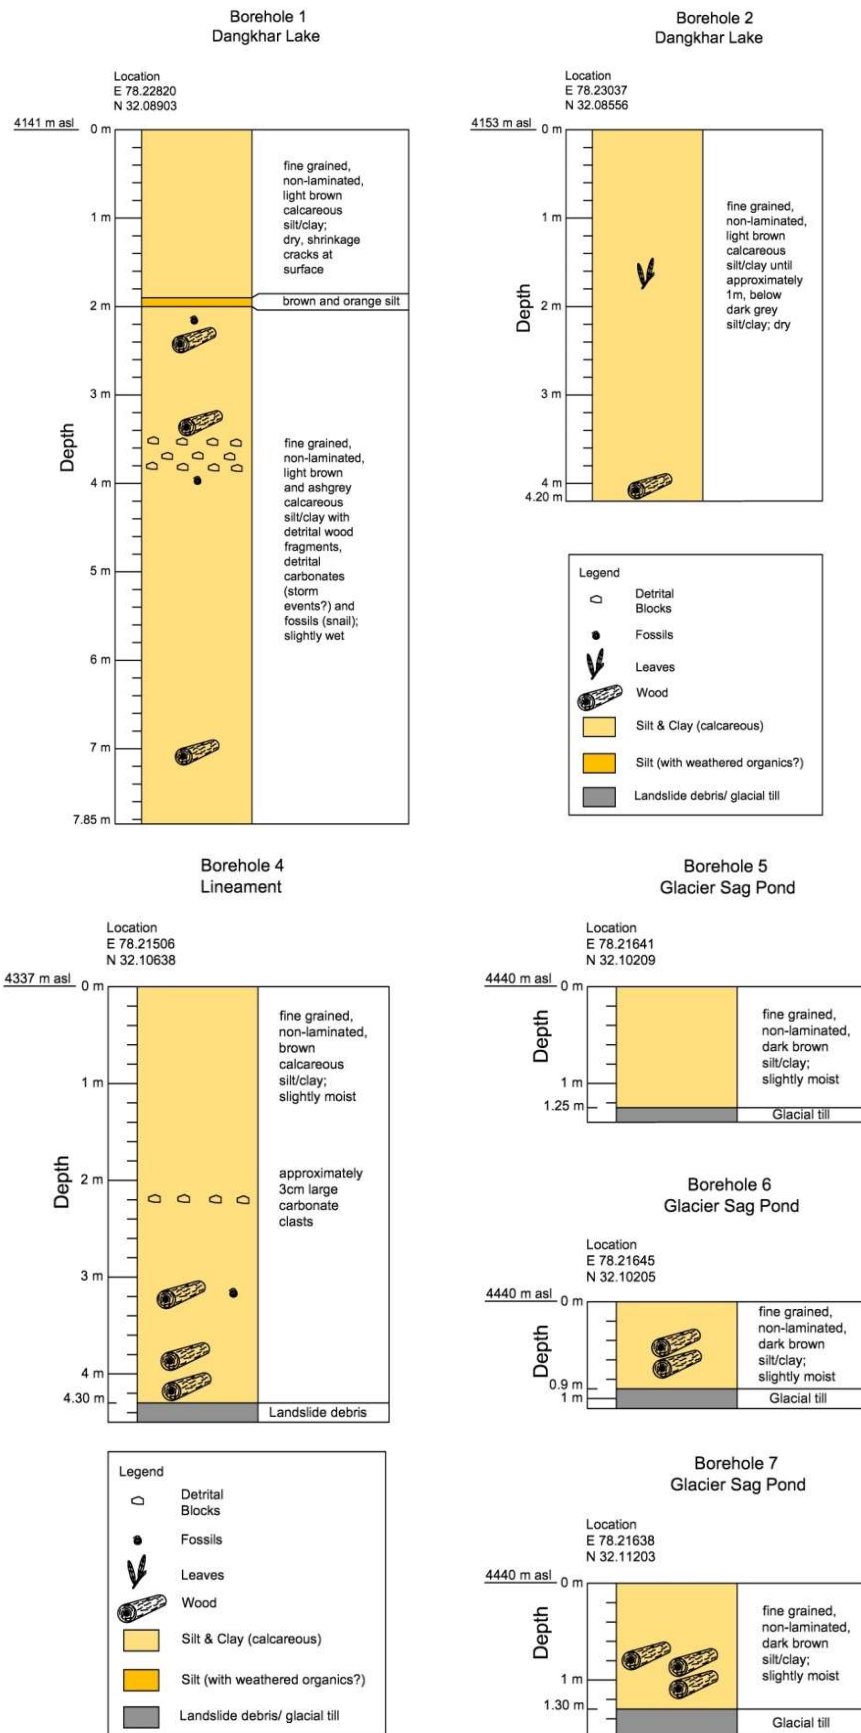 Borehole 1
Dangkhar Lake
Location
E 78.22820
N 32.08903
4141 m asl
0 m
1 m
2 m
3 m
4 m
5 m
6 m
7 m
7.85 m
Depth
fine grained,
non-laminated,
light brown
calcareous
silt/clay;
dry, shrinkage
cracks at
surface
brown and orange silt
fine grained,
non-laminated,
light brown
and ashgrey
calcareous
silt/clay with
detrital wood
fragments,
detrital
carbonates
(storm
events?) and
fossils (snail);
slightly wet
Borehole 2
Dangkhar Lake
Location
E 78.23037
N 32.08556
4153 m asl
0 m
1 m
2 m
3 m
4 m
4.20 m
Depth
fine grained,
non-laminated,
light brown
calcareous
silt/clay until
approximately
1m, below
dark grey
silt/clay; dry
Legend
Detrital
Blocks
Fossils
Leaves
Wood
Silt & Clay (calcareous)
Silt (with weathered organics?)
Landslide debris/ glacial till
Borehole 4
Lineament
Location
E 78.21506
N 32.10638
4337 m asl
0 m
1 m
2 m
3 m
4 m
4.30 m
Depth
fine grained,
non-laminated,
brown
calcareous
silt/clay;
slightly moist
approximately
3cm large
carbonate
clasts
Landslide debris
Legend
Detrital
Blocks
Fossils
Leaves
Wood
Silt & Clay (calcareous)
Silt (with weathered organics?)
Landslide debris/ glacial till
Borehole 5
Glacier Sag Pond
Location
E 78.21641
N 32.10209
4440 m asl
0 m
1 m
1.25 m
Depth
fine grained,
non-laminated,
dark brown
silt/clay;
slightly moist
Glacial till
Borehole 6
Glacier Sag Pond
Location
E 78.21645
N 32.10205
4440 m asl
0 m
0.9 m
1 m
Depth
fine grained,
non-laminated,
dark brown
silt/clay;
slightly moist
Glacial till
Borehole 7
Glacier Sag Pond
Location
E 78.21638
N 32.11203
4440 m asl
0 m
1 m
1.30 m
Depth
fine grained,
non-laminated,
dark brown
silt/clay;
slightly moist
Glacial till